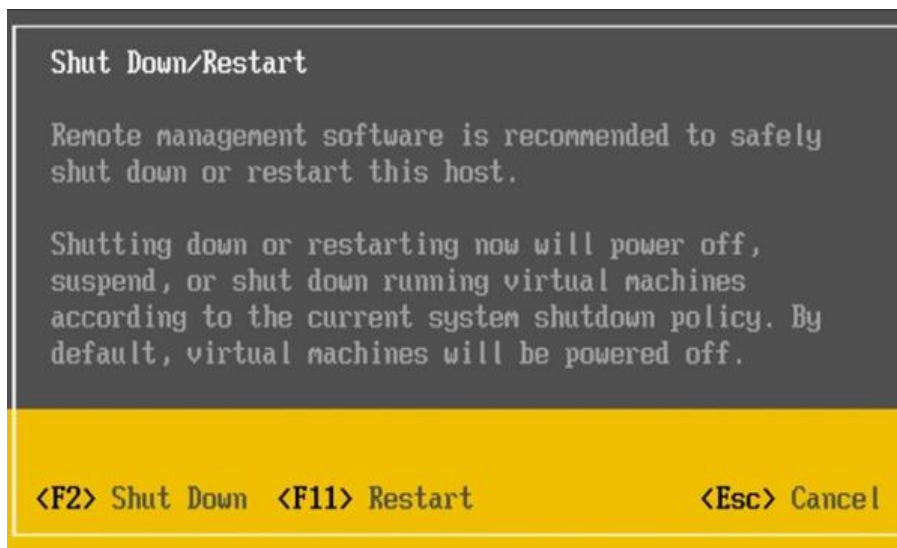 Shut Down/Restart
Remote management software is recommended to safely
shut down or restart this host.
Shutting down or restarting now will power off,
suspend, or shut down running virtual machines
according to the current system shutdown policy. By
default, virtual machines will be powered off.
<F2> Shut Down <F11> Restart <Esc> Cancel